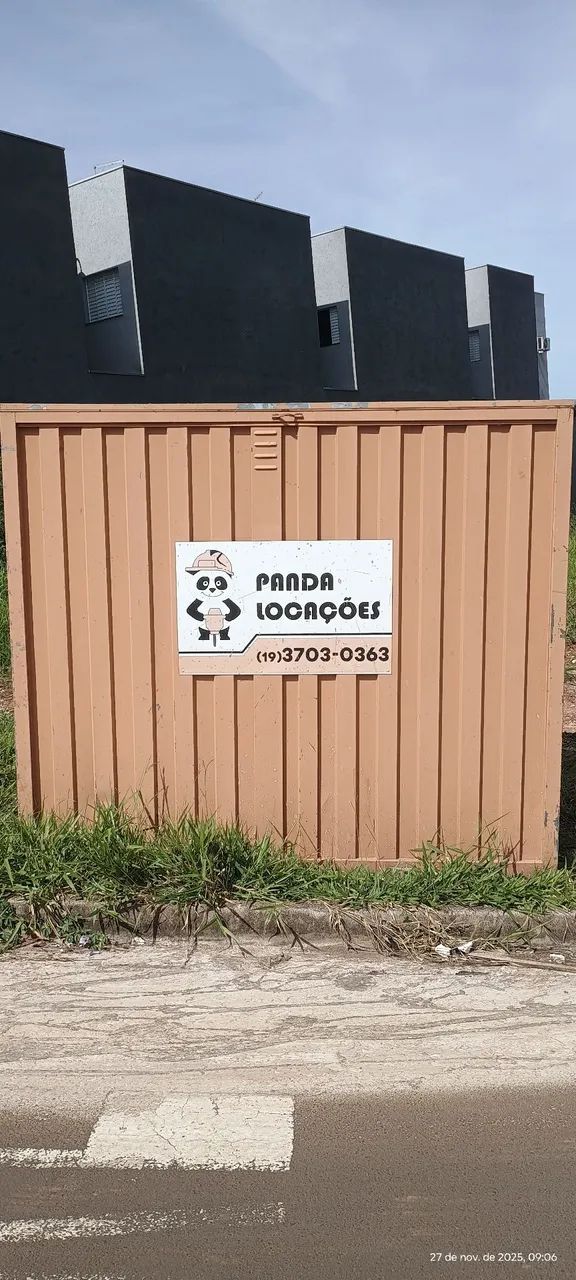 PANDA
LOCAÇÕES
(19)3703-0363
27 de nov. de 2025, 09:06